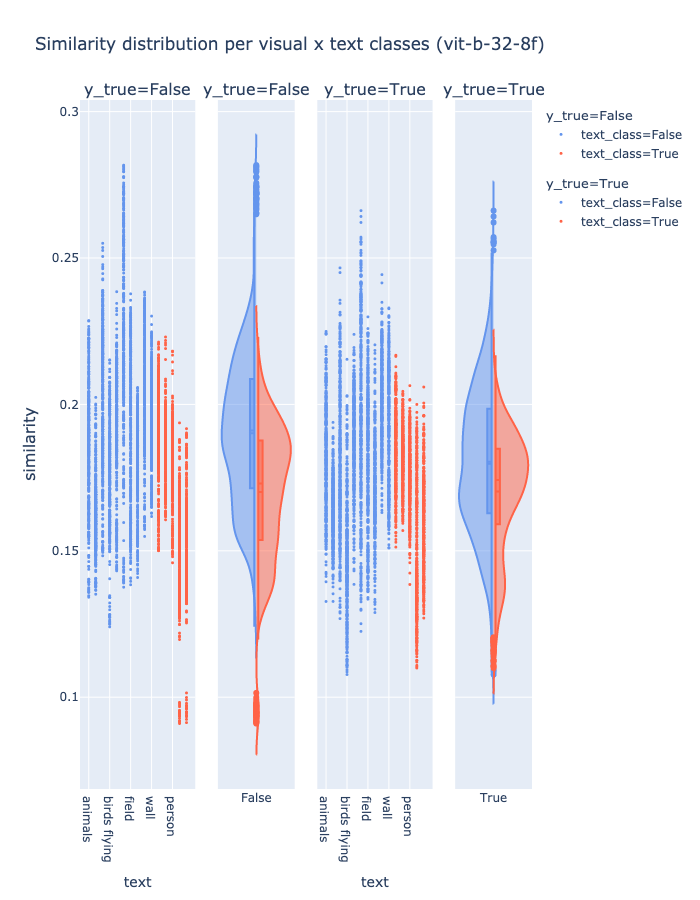 Similarity distribution per visual x text classes (vit-b-32-8f)
y_true=False
y_true=False
y_true=True
y_true=True
0.3
0.25
0.2
0.15
0.1
similarity
animals
birds flying
field
wall
person
text
False
animals
birds flying
field
wall
person
text
True
y_true=False
text_class=False
text_class=True
y_true=True
text_class=False
text_class=True